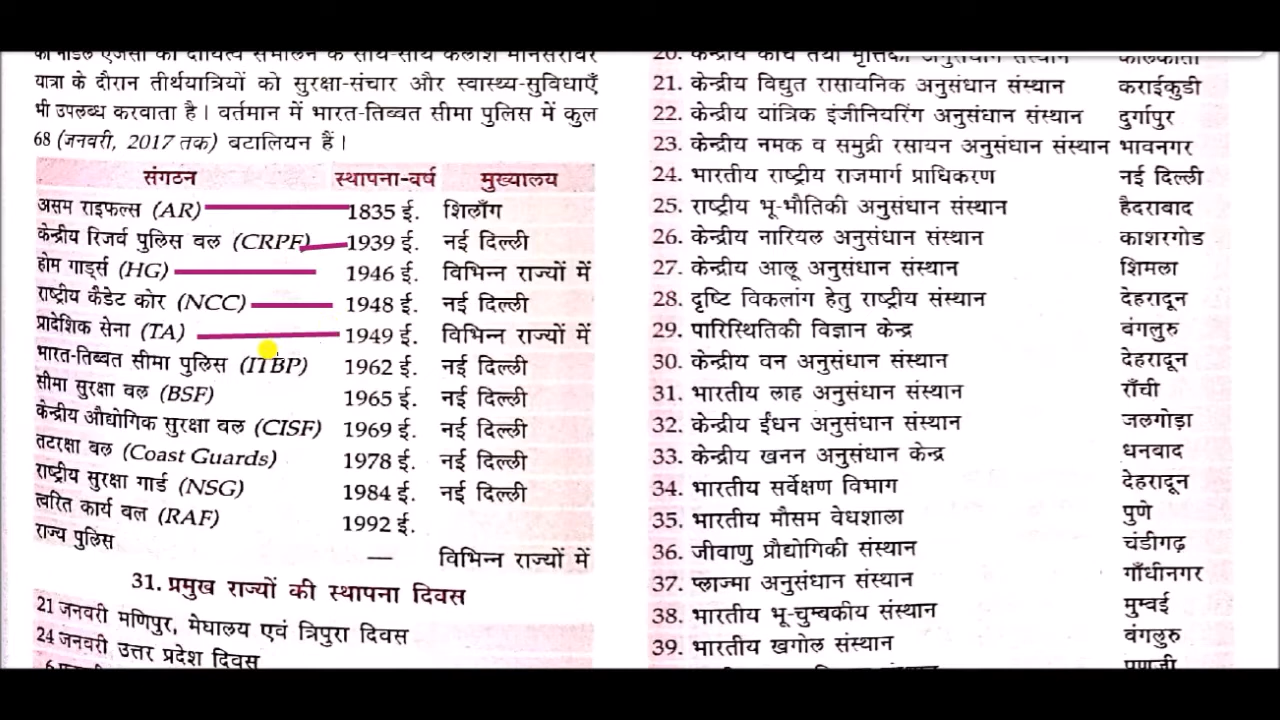 यात्रा के दौरान तीर्थयात्रियों को सुरक्षा-संचार और स्वास्थ्य-सुविधाएँ
भी उपलब्ध करवाता है। वर्तमान में भारत-तिब्बत सीमा पुलिस में कुल
68 (जनवरी, 2017 तक) बटालियन हैं।
संगठन स्थापना-वर्ष मुख्यालय
असम राइफल्स (AR) 1835 ई. शिलाँग
केन्द्रीय रिजर्व पुलिस बल (CRPF) 1939 ई. नई दिल्ली
होम गार्ड्स (HG) 1946 ई. विभिन्न राज्यों में
राष्ट्रीय कैडेट कोर (NCC) 1948 ई. नई दिल्ली
प्रादेशिक सेना (TA) 1949 ई. विभिन्न राज्यों में
भारत-तिब्बत सीमा पुलिस (ITBP) 1962 ई. नई दिल्ली
सीमा सुरक्षा बल (BSF) 1965 ई. नई दिल्ली
केन्द्रीय औद्योगिक सुरक्षा बल (CISF) 1969 ई. नई दिल्ली
तटरक्षा बल (Coast Guards) 1978 ई. नई दिल्ली
राष्ट्रीय सुरक्षा गार्ड (NSG) 1984 ई. नई दिल्ली
त्वरित कार्य बल (RAF) 1992 ई.
राज्य पुलिस — विभिन्न राज्यों में
31. प्रमुख राज्यों की स्थापना दिवस
21 जनवरी मणिपुर, मेघालय एवं त्रिपुरा दिवस
24 जनवरी उत्तर प्रदेश दिवस
21. केन्द्रीय विद्युत रासायनिक अनुसंधान संस्थान कराईकुडी
22. केन्द्रीय यांत्रिक इंजीनियरिंग अनुसंधान संस्थान दुर्गापुर
23. केन्द्रीय नमक व समुद्री रसायन अनुसंधान संस्थान भावनगर
24. भारतीय राष्ट्रीय राजमार्ग प्राधिकरण नई दिल्ली
25. राष्ट्रीय भू-भौतिकी अनुसंधान संस्थान हैदराबाद
26. केन्द्रीय नारियल अनुसंधान संस्थान काशरगोड
27. केन्द्रीय आलू अनुसंधान संस्थान शिमला
28. दृष्टि विकलांग हेतु राष्ट्रीय संस्थान देहरादून
29. पारिस्थितिकी विज्ञान केन्द्र बंगलुरु
30. केन्द्रीय वन अनुसंधान संस्थान देहरादून
31. भारतीय लाह अनुसंधान संस्थान राँची
32. केन्द्रीय ईंधन अनुसंधान संस्थान जलगोड़ा
33. केन्द्रीय खनन अनुसंधान केन्द्र धनबाद
34. भारतीय सर्वेक्षण विभाग देहरादून
35. भारतीय मौसम वेधशाला पुणे
36. जीवाणु प्रौद्योगिकी संस्थान चंडीगढ़
37. प्लाज्मा अनुसंधान संस्थान गाँधीनगर
38. भारतीय भू-चुम्बकीय संस्थान मुम्बई
39. भारतीय खगोल संस्थान बंगलुरु